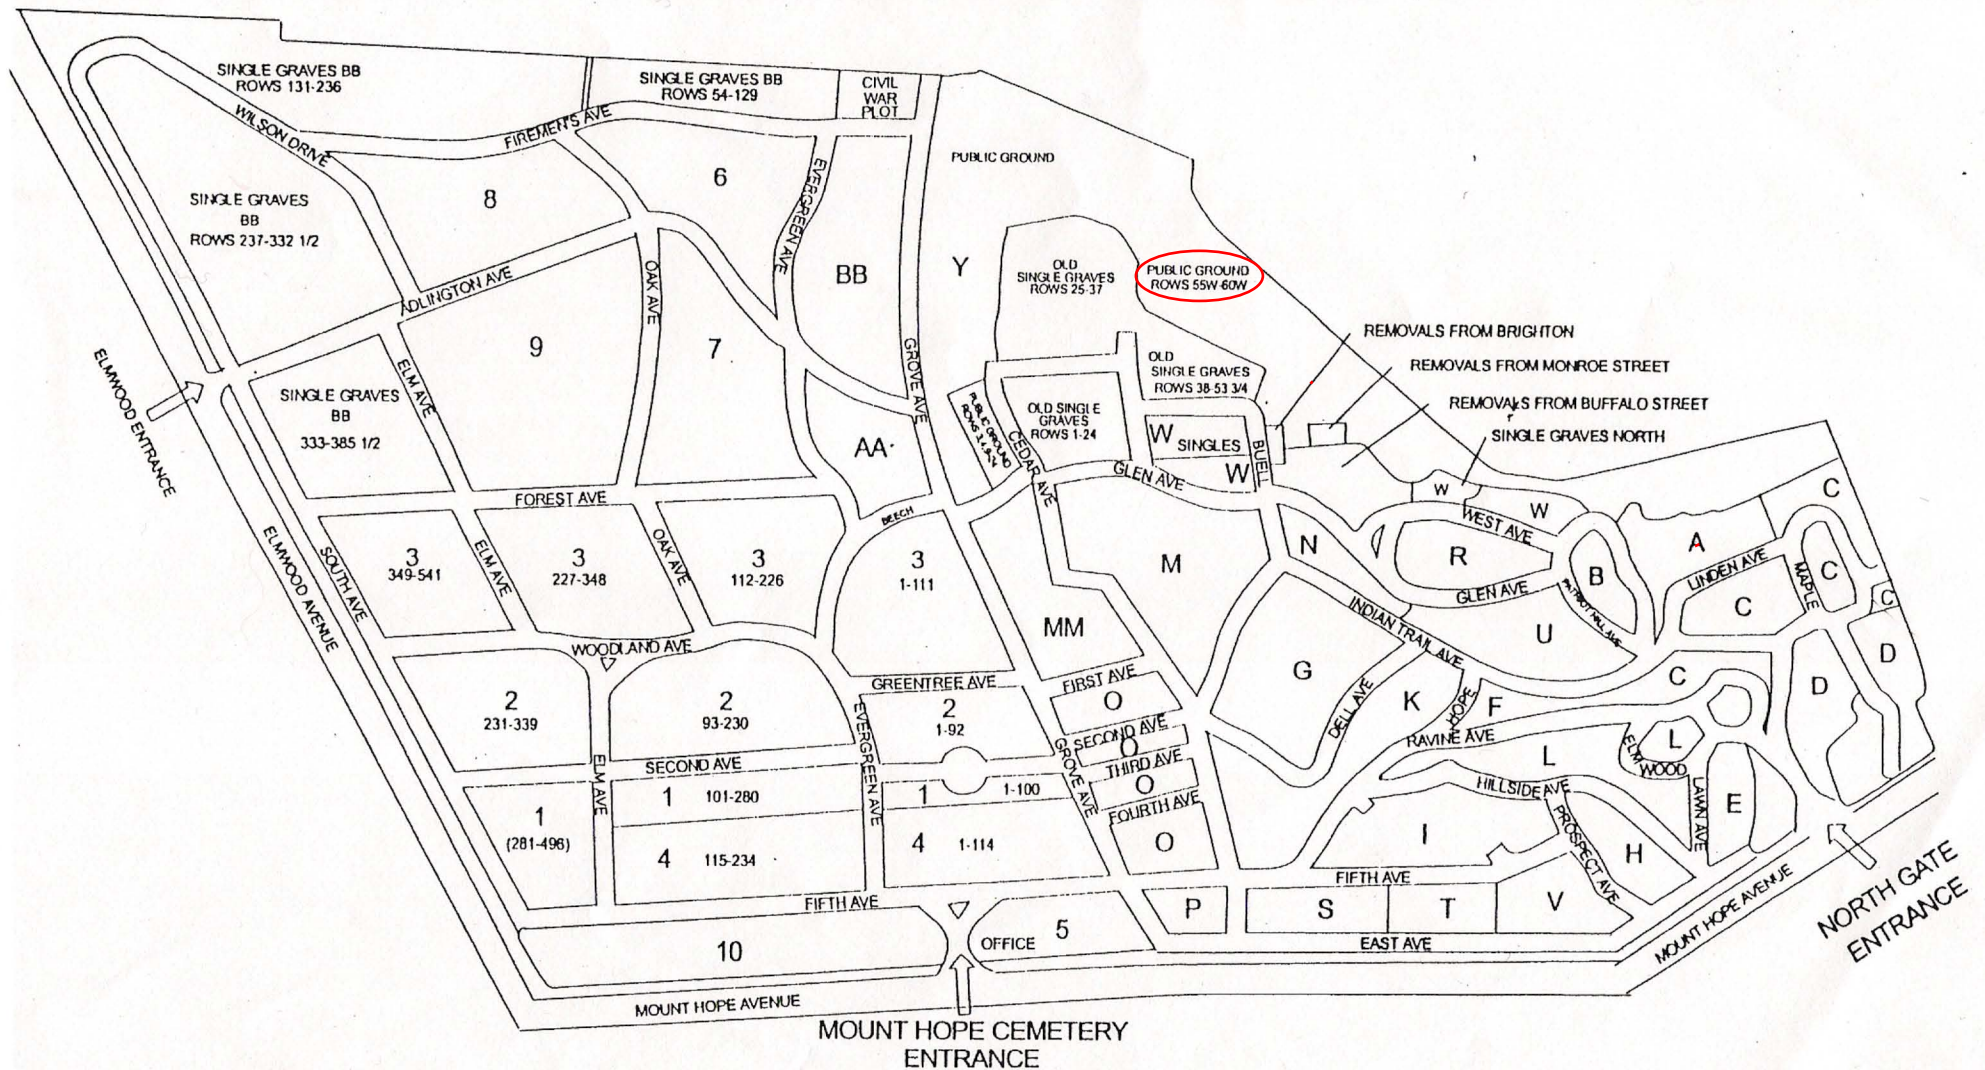 SINGLE GRAVES BB
ROWS 131-236
SINGLE GRAVES BB
ROWS 54-129
CIVIL
WAR
PLOT
WILSON DRIVE
FIREMEN'S AVE
PUBLIC GROUND
SINGLE GRAVES
BB
ROWS 237-332 1/2
8
6
EVERGREEN AVE
BB
Y
OLD
SINGLE GRAVES
ROWS 25-37
PUBLIC GROUND
ROWS 55W-60W
ADLINGTON AVE
OAK AVE
9
7
GROVE AVE
REMOVALS FROM BRIGHTON
REMOVALS FROM MONROE STREET
REMOVALS FROM BUFFALO STREET
SINGLE GRAVES NORTH
OLD
SINGLE GRAVES
ROWS 38-53 3/4
ELMWOOD ENTRANCE
SINGLE GRAVES
BB
333-385 1/2
ELM AVE
AA
PUBLIC GROUND
CEDAR AVE
OLD SINGLE
GRAVES
ROWS 1-24
W
SINGLES
W
BUELL
GLEN AVE
W
W
WEST AVE
C
FOREST AVE
BEECH
ELMWOOD AVENUE
SOUTH AVE
3
349-541
ELM AVE
3
227-348
OAK AVE
3
112-226
3
1-111
M
N
R
B
A
LINDEN AVE
MAPLE
C
C
C
GLEN AVE
PATRIOT HILL AVE
INDIAN TRAIL AVE
U
MM
WOODLAND AVE
GREENTREE AVE
FIRST AVE
G
DELL AVE
K
HOPE
F
C
D
D
2
231-339
2
93-230
EVERGREEN AVE
2
1-92
GROVE AVE
O
SECOND AVE
O
THIRD AVE
O
FOURTH AVE
O
RAVINE AVE
L
L
ELM
WOOD
LAWN AVE
E
SECOND AVE
ELM AVE
1
(281-496)
1 101-280
4 115-234
1 1-100
4 1-114
HILLSIDE AVE
PROSPECT AVE
I
H
FIFTH AVE
FIFTH AVE
10
OFFICE
5
P
S
T
V
EAST AVE
MOUNT HOPE AVENUE
NORTH GATE
ENTRANCE
MOUNT HOPE AVENUE
MOUNT HOPE CEMETERY
ENTRANCE